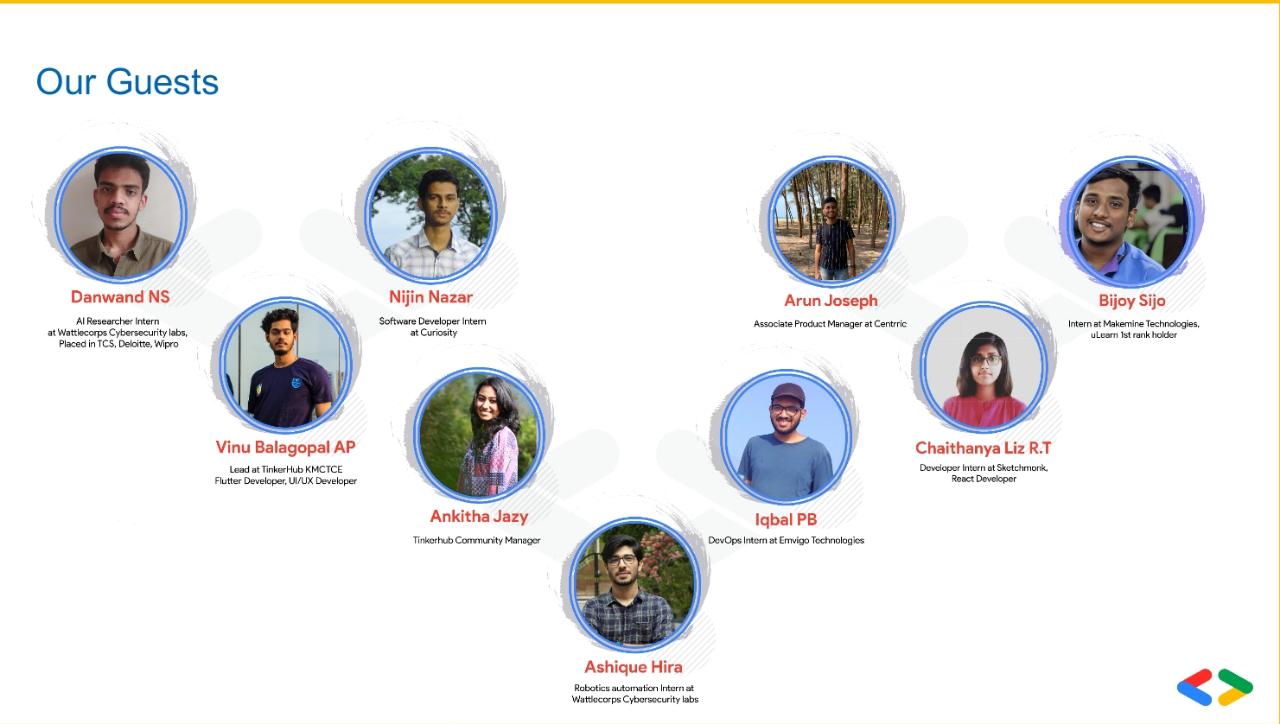 Our Guests
Danwand NS
AI Researcher Intern
at Wattlecorps Cybersecurity labs,
Placed in TCS, Deloitte, Wipro
Nijin Nazar
Software Developer Intern
at Curiosity
Arun Joseph
Associate Product Manager at Centrric
Bijoy Sijo
Intern at Makemine Technologies,
uLearn 1st rank holder
Vinu Balagopal AP
Lead at TinkerHub KMCTCE
Flutter Developer, UI/UX Developer
Chaithanya Liz R.T
Developer Intern at Sketchmonk,
React Developer
Ankitha Jazy
Tinkerhub Community Manager
Iqbal PB
DevOps Intern at Emvigo Technologies
Ashique Hira
Robotics automation Intern at
Wattlecorps Cybersecurity labs